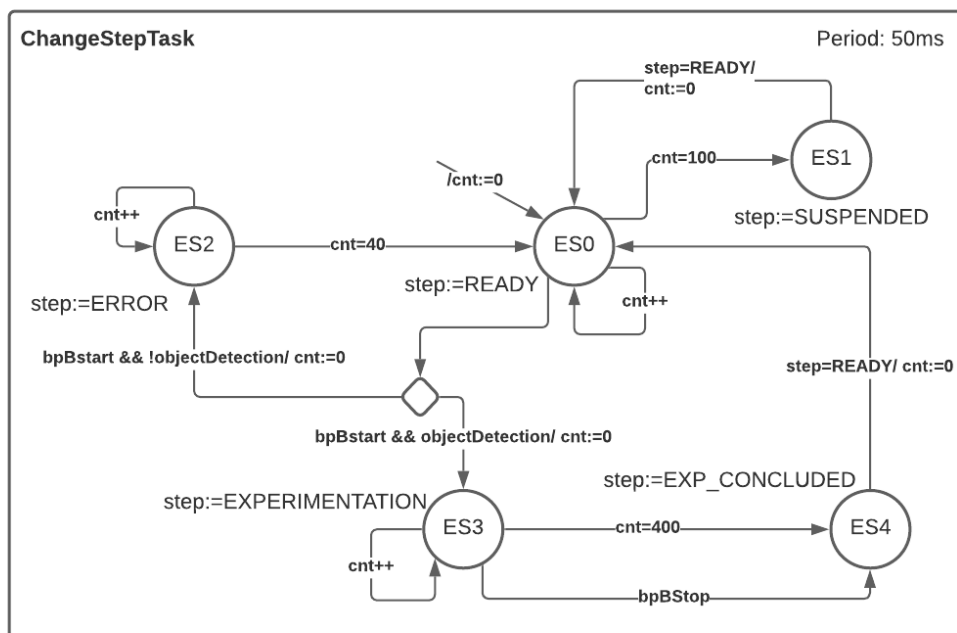 ChangeStepTask
Period: 50ms
step=READY/
cnt:=0
ES1
cnt=100
/cnt:=0
step:=SUSPENDED
cnt++
ES2
cnt=40
ES0
step:=READY
step:=ERROR
cnt++
bpBstart && !objectDetection/ cnt:=0
step=READY/ cnt:=0
bpBstart && objectDetection/ cnt:=0
step:=EXP_CONCLUDED
step:=EXPERIMENTATION
ES3
cnt=400
ES4
cnt++
bpBStop